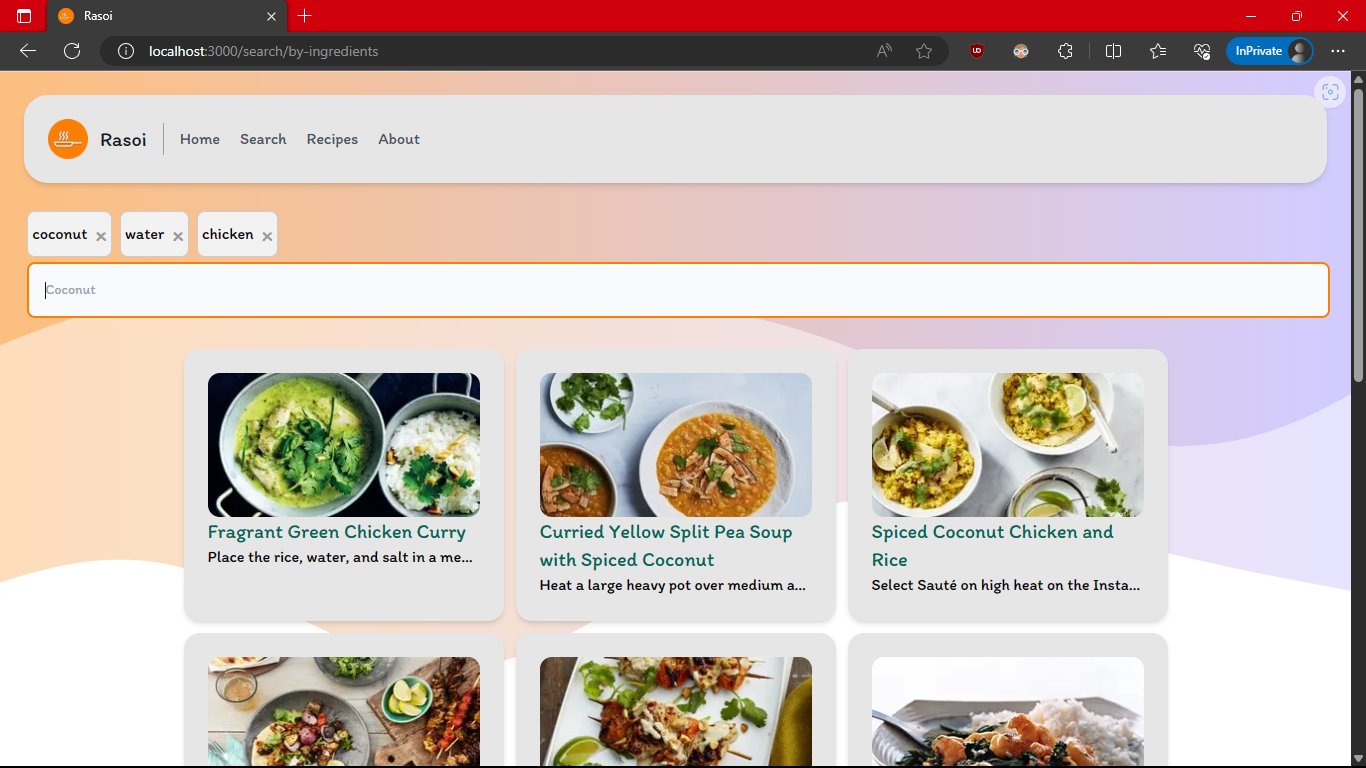 Rasoi
localhost:3000/search/by-ingredients
InPrivate
Rasoi
Home Search Recipes About
coconut × water × chicken ×
Coconut
Fragrant Green Chicken Curry
Place the rice, water, and salt in a me...
Curried Yellow Split Pea Soup
with Spiced Coconut
Heat a large heavy pot over medium a...
Spiced Coconut Chicken and
Rice
Select Sauté on high heat on the Insta...